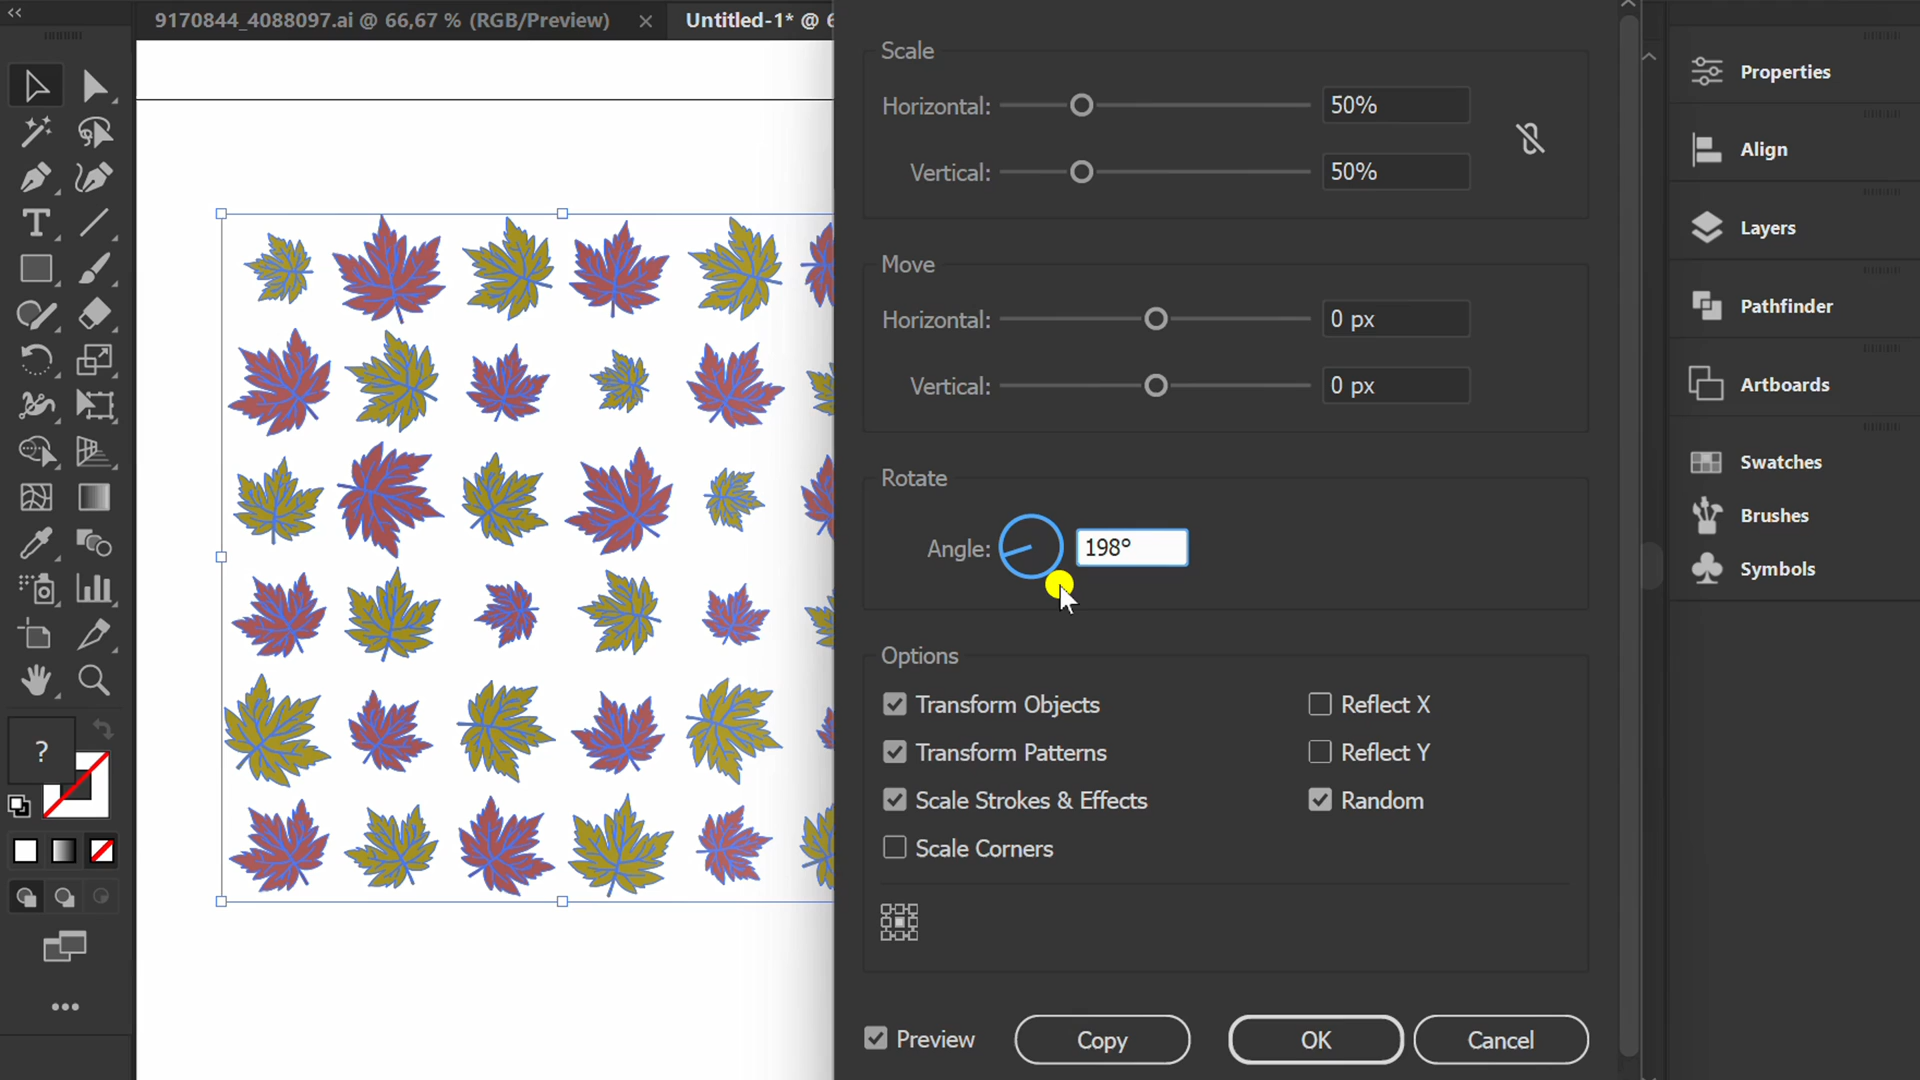 9170844_4088097.ai @ 66,67 % (RGB/Preview)
Untitled-1* @ 6
Scale
Horizontal: 50%
Vertical: 50%
Move
Horizontal: 0 px
Vertical: 0 px
Rotate
Angle: 198°
Options
Transform Objects
Reflect X
Transform Patterns
Reflect Y
Scale Strokes & Effects
Random
Scale Corners
Preview
Copy
OK
Cancel
Properties
Align
Layers
Pathfinder
Artboards
Swatches
Brushes
Symbols
?